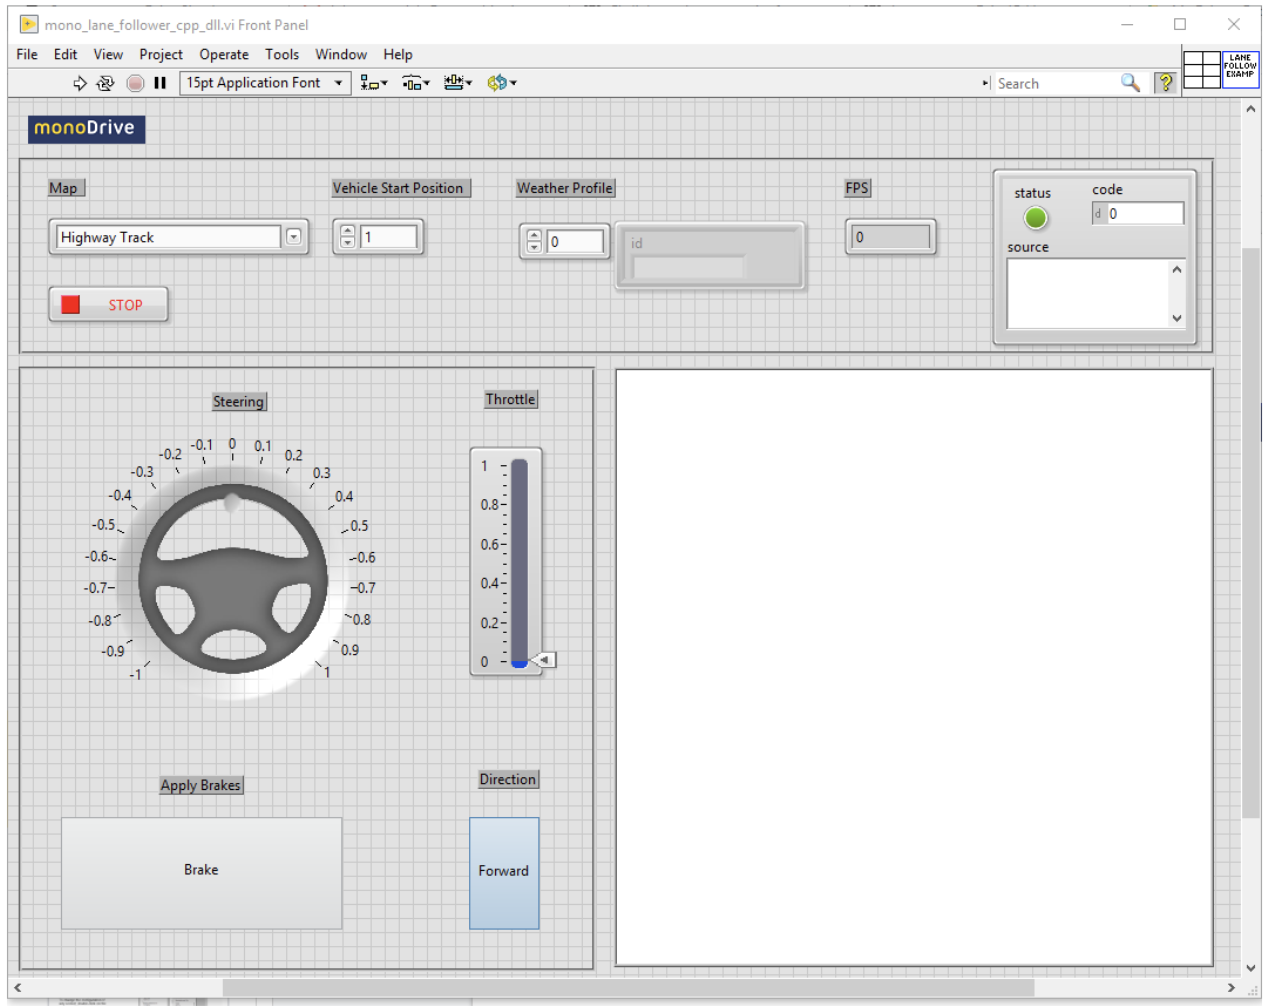 mono_lane_follower_cpp_dll.vi Front Panel
File Edit View Project Operate Tools Window Help
15pt Application Font
Search
LANE
FOLLOW
EXAMP
monoDrive
Map
Vehicle Start Position
Weather Profile
FPS
status
code
Highway Track
1
0
id
0
d 0
source
STOP
Steering
Throttle
-1
-0.9
-0.8
-0.7
-0.6
-0.5
-0.4
-0.3
-0.2
-0.1
0
0.1
0.2
0.3
0.4
0.5
0.6
0.7
0.8
0.9
1
1
0.8
0.6
0.4
0.2
0
Apply Brakes
Direction
Brake
Forward